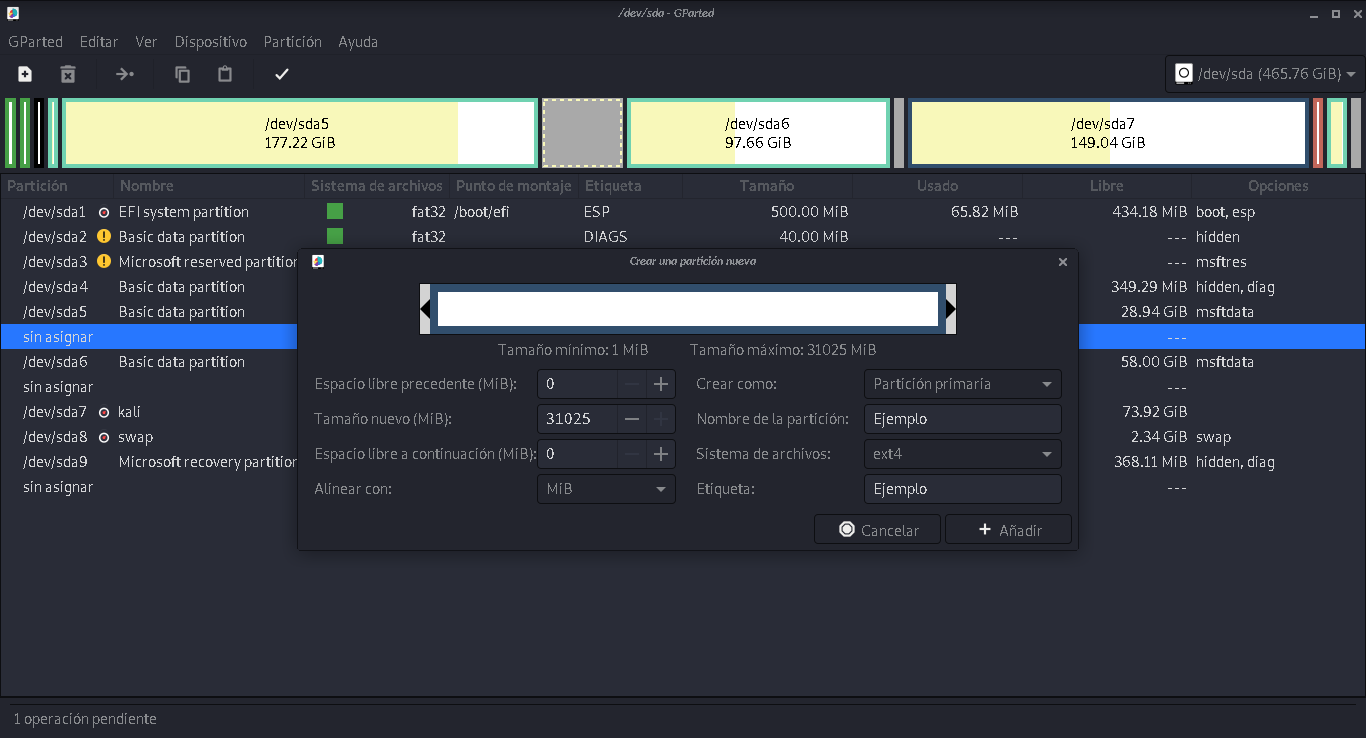 /dev/sda - GParted
GParted Editar Ver Dispositivo Partición Ayuda
/dev/sda (465.76 GiB)
/dev/sda5
177.22 GiB
/dev/sda6
97.66 GiB
/dev/sda7
149.04 GiB
Partición Nombre Sistema de archivos Punto de montaje Etiqueta Tamaño Usado Libre Opciones
/dev/sda1 EFI system partition fat32 /boot/efi ESP 500.00 MiB 65.82 MiB 434.18 MiB boot, esp
/dev/sda2 Basic data partition fat32 DIAGS 40.00 MiB --- --- hidden
/dev/sda3 Microsoft reserved partition --- msftres
/dev/sda4 Basic data partition 349.29 MiB hidden, diag
/dev/sda5 Basic data partition 28.94 GiB msftdata
sin asignar ---
/dev/sda6 Basic data partition 58.00 GiB msftdata
sin asignar ---
/dev/sda7 kali 73.92 GiB
/dev/sda8 swap 2.34 GiB swap
/dev/sda9 Microsoft recovery partition 368.11 MiB hidden, diag
sin asignar ---
Crear una partición nueva
Tamaño mínimo: 1 MiB Tamaño máximo: 31025 MiB
Espacio libre precedente (MiB): 0 Crear como: Partición primaria
Tamaño nuevo (MiB): 31025 Nombre de la partición: Ejemplo
Espacio libre a continuación (MiB): 0 Sistema de archivos: ext4
Alinear con: MiB Etiqueta: Ejemplo
Cancelar Añadir
1 operación pendiente